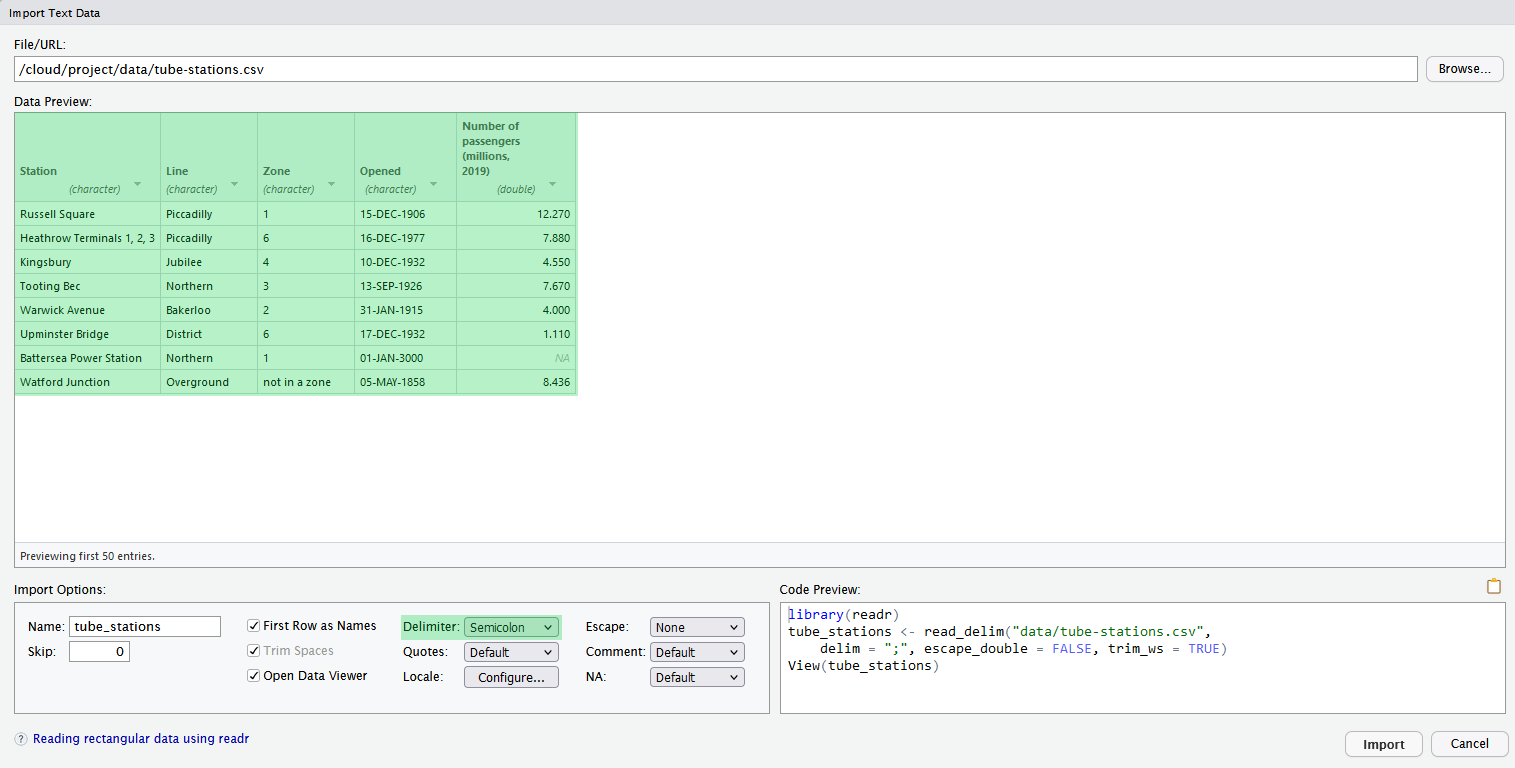 Import Text Data
File/URL:
/cloud/project/data/tube-stations.csv
Browse...
Data Preview:
Station (character) Line (character) Zone (character) Opened (character) Number of passengers (millions, 2019) (double)
Russell Square Piccadilly 1 15-DEC-1906 12.270
Heathrow Terminals 1, 2, 3 Piccadilly 6 16-DEC-1977 7.880
Kingsbury Jubilee 4 10-DEC-1932 4.550
Tooting Bec Northern 3 13-SEP-1926 7.670
Warwick Avenue Bakerloo 2 31-JAN-1915 4.000
Upminster Bridge District 6 17-DEC-1932 1.110
Battersea Power Station Northern 1 01-JAN-3000 NA
Watford Junction Overground not in a zone 05-MAY-1858 8.436
Previewing first 50 entries.
Import Options:
Name: tube_stations
Skip: 0
First Row as Names
Trim Spaces
Open Data Viewer
Delimiter: Semicolon
Quotes: Default
Locale: Configure...
Escape: None
Comment: Default
NA: Default
Code Preview:
library(readr)
tube_stations <- read_delim("data/tube-stations.csv",
    delim = ";", escape_double = FALSE, trim_ws = TRUE)
View(tube_stations)
? Reading rectangular data using readr
Import
Cancel